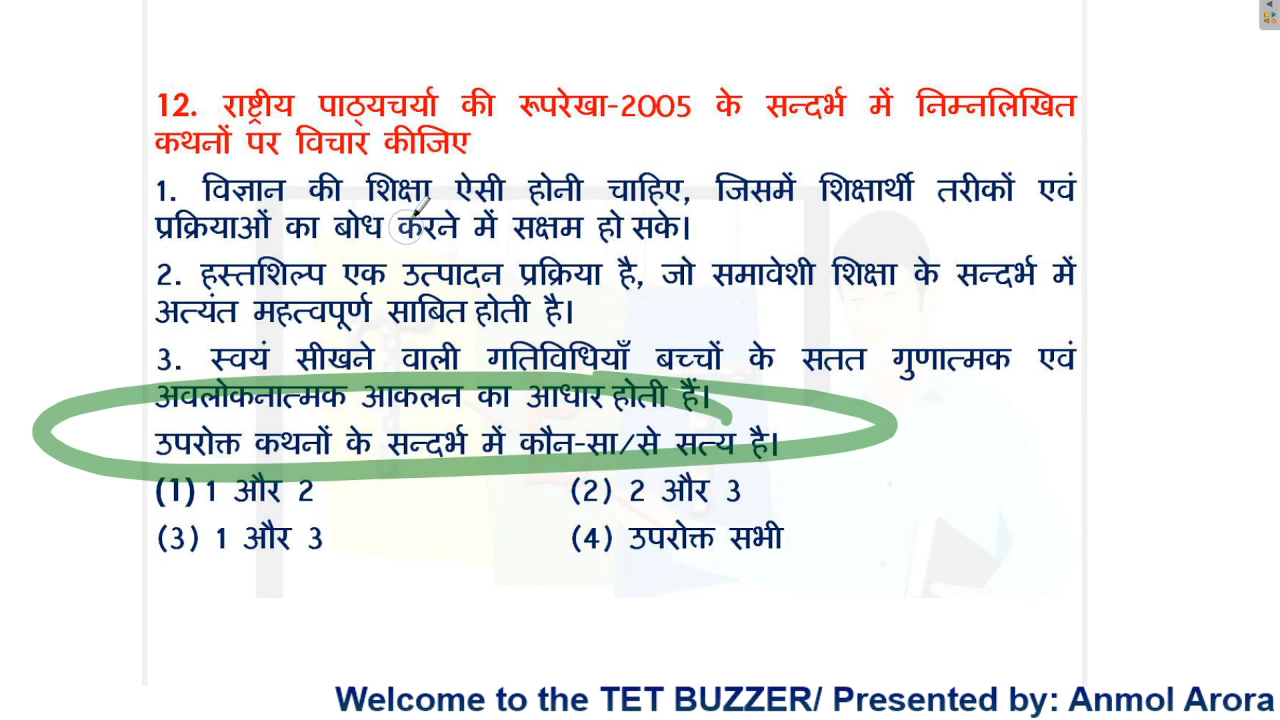 12. राष्ट्रीय पाठ्यचर्या की रूपरेखा-2005 के सन्दर्भ में निम्नलिखित
कथनों पर विचार कीजिए
1. विज्ञान की शिक्षा ऐसी होनी चाहिए, जिसमें शिक्षार्थी तरीकों एवं
प्रक्रियाओं का बोध करने में सक्षम हो सके।
2. हस्तशिल्प एक उत्पादन प्रक्रिया है, जो समावेशी शिक्षा के सन्दर्भ में
अत्यंत महत्वपूर्ण साबित होती है।
3. स्वयं सीखने वाली गतिविधियाँ बच्चों के सतत गुणात्मक एवं
अवलोकनात्मक आकलन का आधार होती हैं।
उपरोक्त कथनों के सन्दर्भ में कौन-सा/से सत्य है।
(1) 1 और 2 (2) 2 और 3
(3) 1 और 3 (4) उपरोक्त सभी
Welcome to the TET BUZZER/ Presented by: Anmol Arora